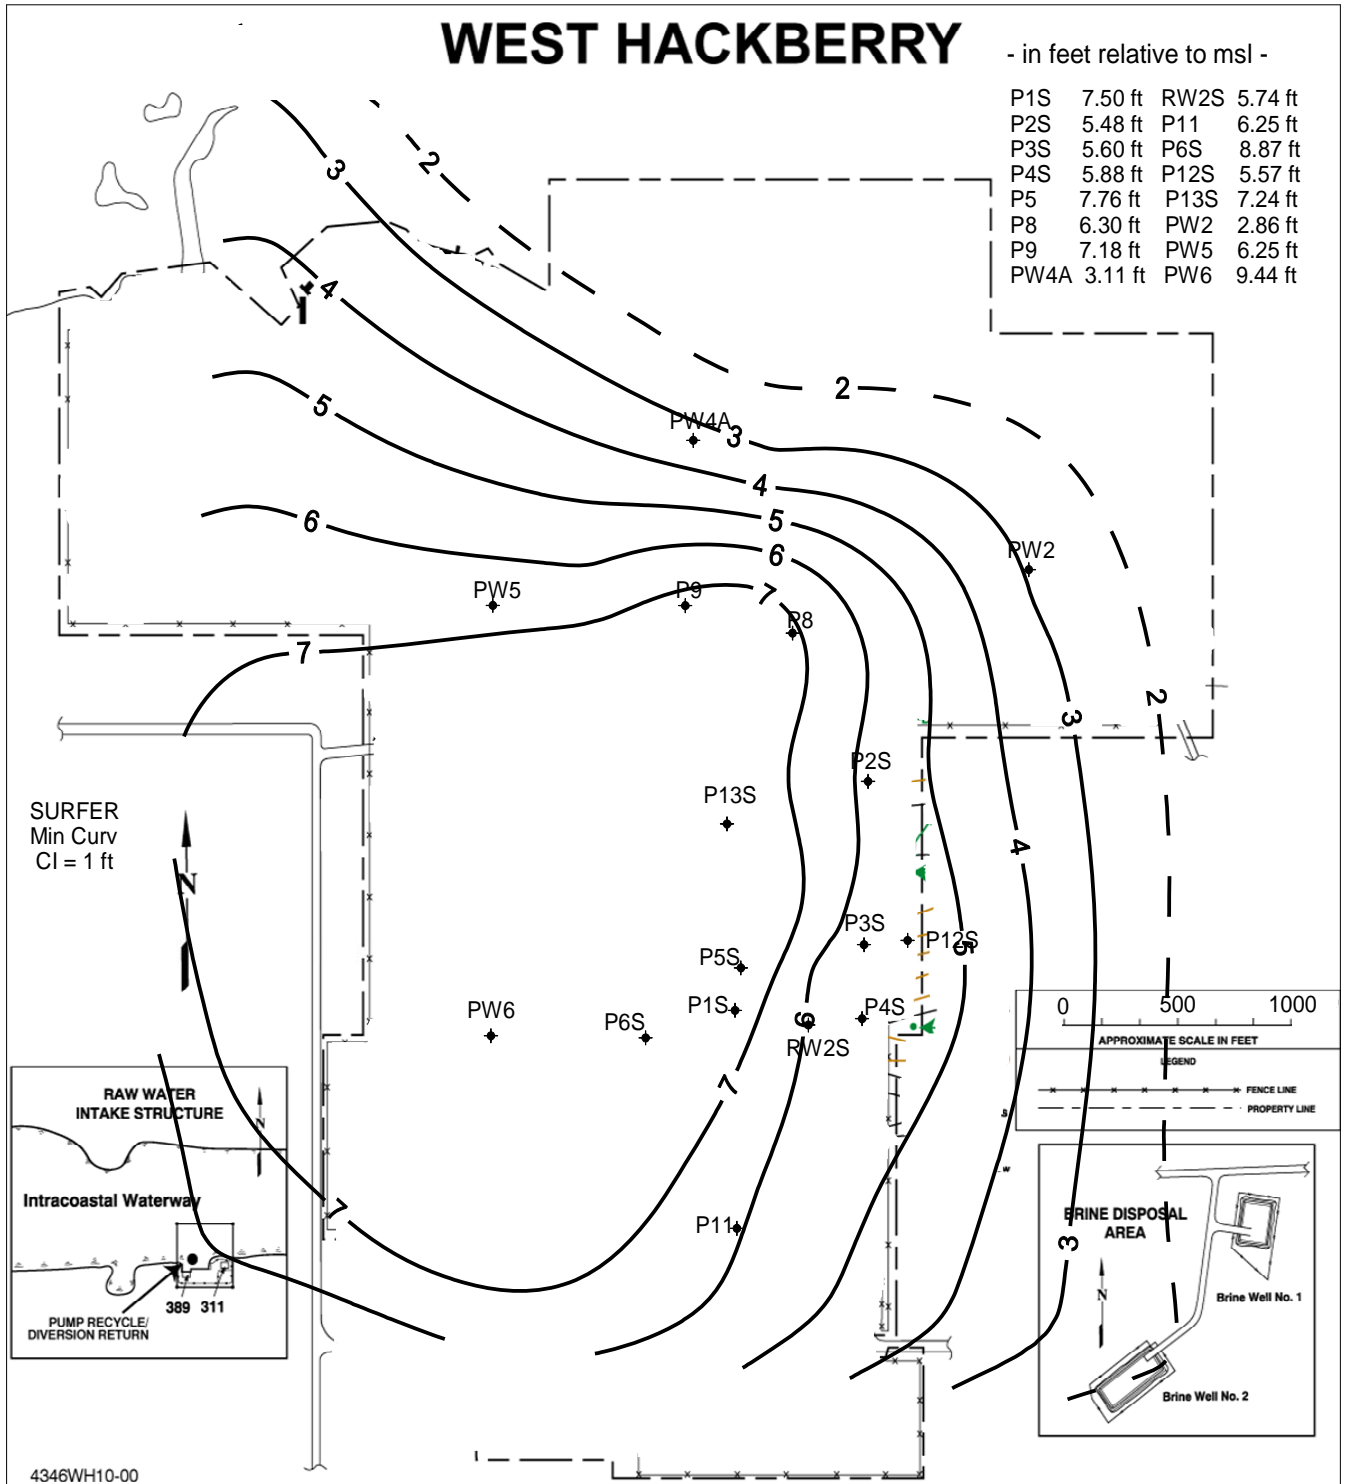 WEST HACKBERRY
- in feet relative to msl -
P1S 7.50 ft RW2S 5.74 ft
P2S 5.48 ft P11 6.25 ft
P3S 5.60 ft P6S 8.87 ft
P4S 5.88 ft P12S 5.57 ft
P5 7.76 ft P13S 7.24 ft
P8 6.30 ft PW2 2.86 ft
P9 7.18 ft PW5 6.25 ft
PW4A 3.11 ft PW6 9.44 ft
2
3
4
2
5
PW4A
3
4
5
6
6
PW2
PW5
P9
7
P8
7
2
3
P2S
P13S
SURFER
Min Curv
CI = 1 ft
4
N
P3S
P12S
5
P5S
P1S
P4S
PW6
P6S
6
RW2S
0 500 1000
APPROXIMATE SCALE IN FEET
LEGEND
FENCE LINE
PROPERTY LINE
7
RAW WATER
INTAKE STRUCTURE
N
Intracoastal Waterway
7
389 311
PUMP RECYCLE/
DIVERSION RETURN
P11
BRINE DISPOSAL
AREA
3
N
Brine Well No. 1
Brine Well No. 2
4346WH10-00